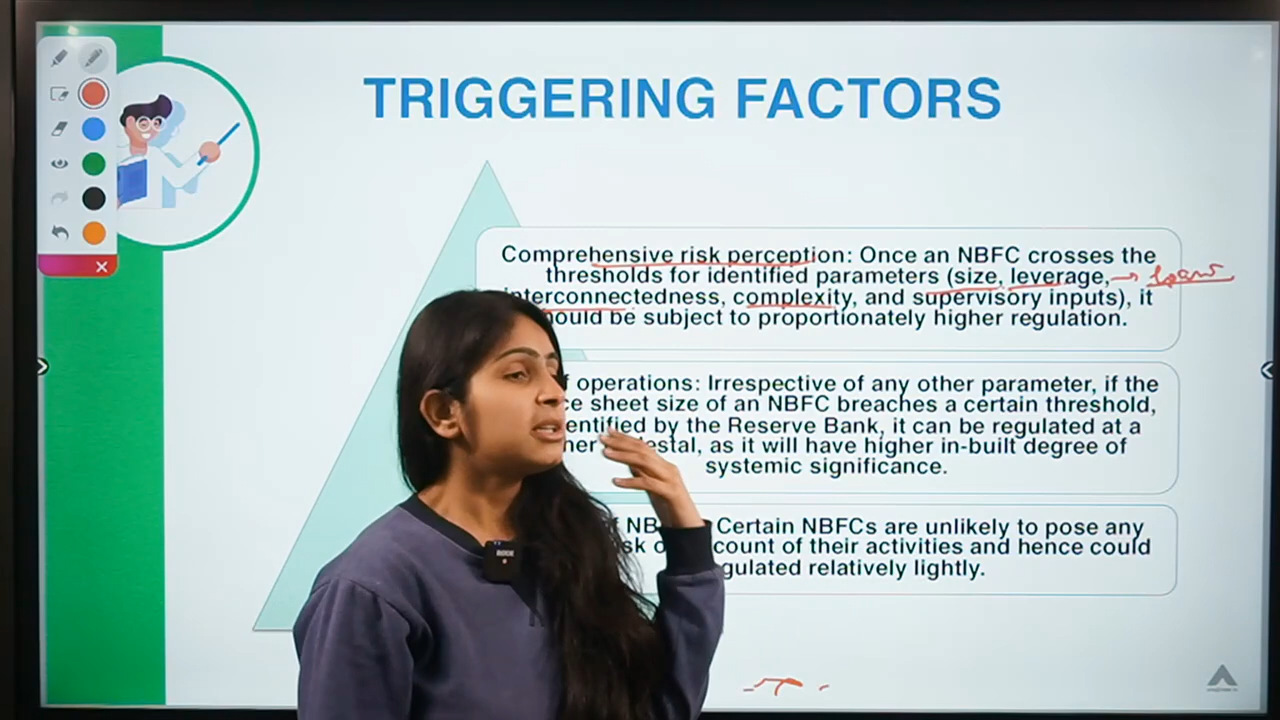 TRIGGERING FACTORS
Comprehensive risk perception: Once an NBFC crosses the
thresholds for identified parameters (size, leverage, → loans
interconnectedness, complexity, and supervisory inputs), it
should be subject to proportionately higher regulation.
operations: Irrespective of any other parameter, if the
sheet size of an NBFC breaches a certain threshold,
by the Reserve Bank, it can be regulated at a
as it will have higher in-built degree of
systemic significance.
Certain NBFCs are unlikely to pose any
of their activities and hence could
relatively lightly.